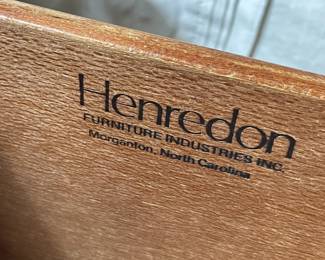 Henredon
FURNITURE INDUSTRIES INC.
Morganton, North Carolina